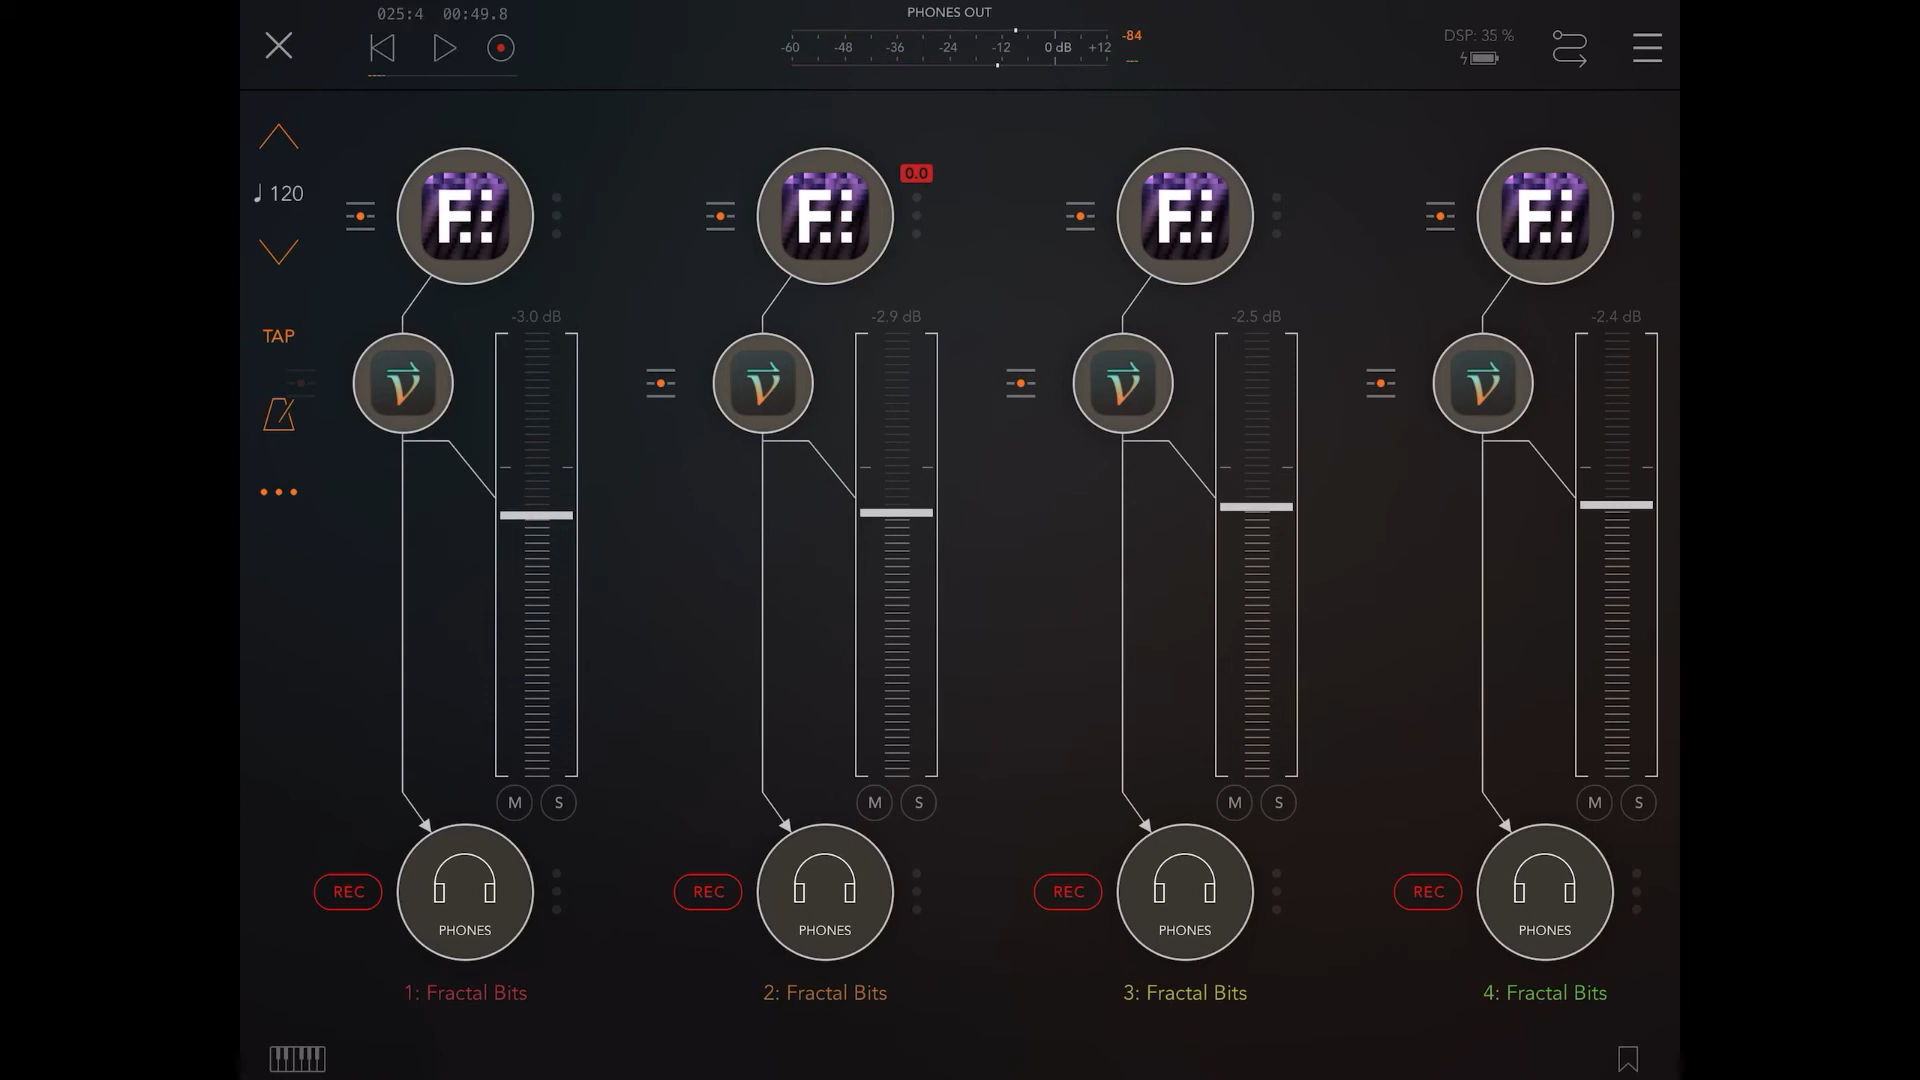 025:4 00:49.8
PHONES OUT
-60 -48 -36 -24 -12 0 dB +12
-84
---
DSP: 35 %
120
TAP
F.:
F.:
F.:
F.:
0.0
-3.0 dB
-2.9 dB
-2.5 dB
-2.4 dB
v
v
v
v
M S
M S
M S
M S
REC
PHONES
REC
PHONES
REC
PHONES
REC
PHONES
1: Fractal Bits
2: Fractal Bits
3: Fractal Bits
4: Fractal Bits